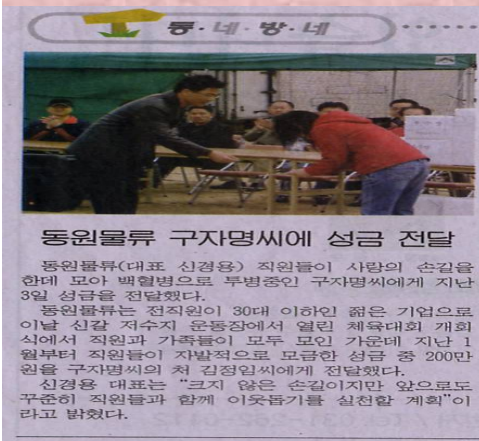 동·네·방·네
동원물류 구자명씨에 성금 전달
동원물류(대표 신경용) 직원들이 사랑의 손길을
한데 모아 백혈병으로 투병중인 구자명씨에게 지난
3일 성금을 전달했다.
동원물류는 전직원이 30대 이하인 젊은 기업으로
이날 신갈 저수지 운동장에서 열린 체육대회 개회
식에서 직원과 가족들이 모두 모인 가운데 지난 1
월부터 직원들이 자발적으로 모금한 성금 중 200만
원을 구자명씨의 처 김정임씨에게 전달했다.
신경용 대표는 “크지 않은 손길이지만 앞으로도
꾸준히 직원들과 함께 이웃돕기를 실천할 계획”이
라고 밝혔다.